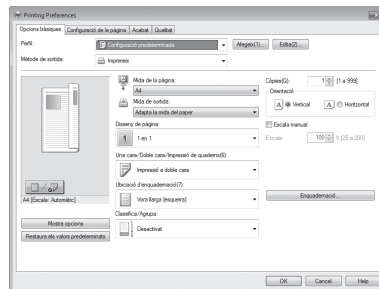 Printing Preferences
Opcions bàsiques Configuració de la pàgina Acabat Qualitat
Perfil: Configuració predeterminada Afegeix(1)... Edita(2)...
Mètode de sortida: Imprimeix
Mida de la pàgina:
A4
Mida de sortida:
Adapta la mida del paper
Disseny de pàgina:
1 1 en 1
Una cara/Doble cara/Impressió de quaderns(6):
Impressió a doble cara
Ubicació d'enquadernació(7):
Vora llarga [esquerra]
Classifica/Agrupa:
Desactivat
Còpies(Q): 1 [1 a 999]
Orientació
A Vertical A Horitzontal
Escala manual
Escala: 100 % [25 a 200]
Enquadernació...
A4 [Escala: Automàtic]
Mostra opcions
Restaura els valors predeterminats
OK Cancel Help